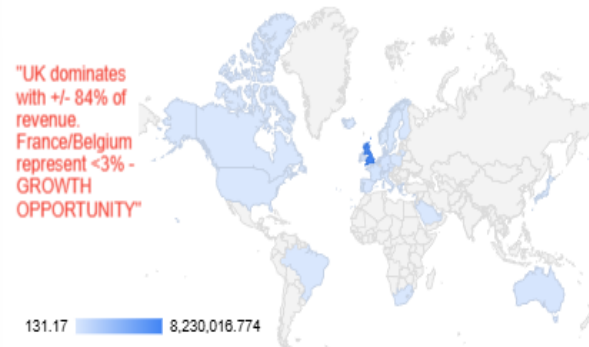 "UK dominates
with +/- 84% of
revenue.
France/Belgium
represent <3% -
GROWTH
OPPORTUNITY"
131.17
8,230,016.774